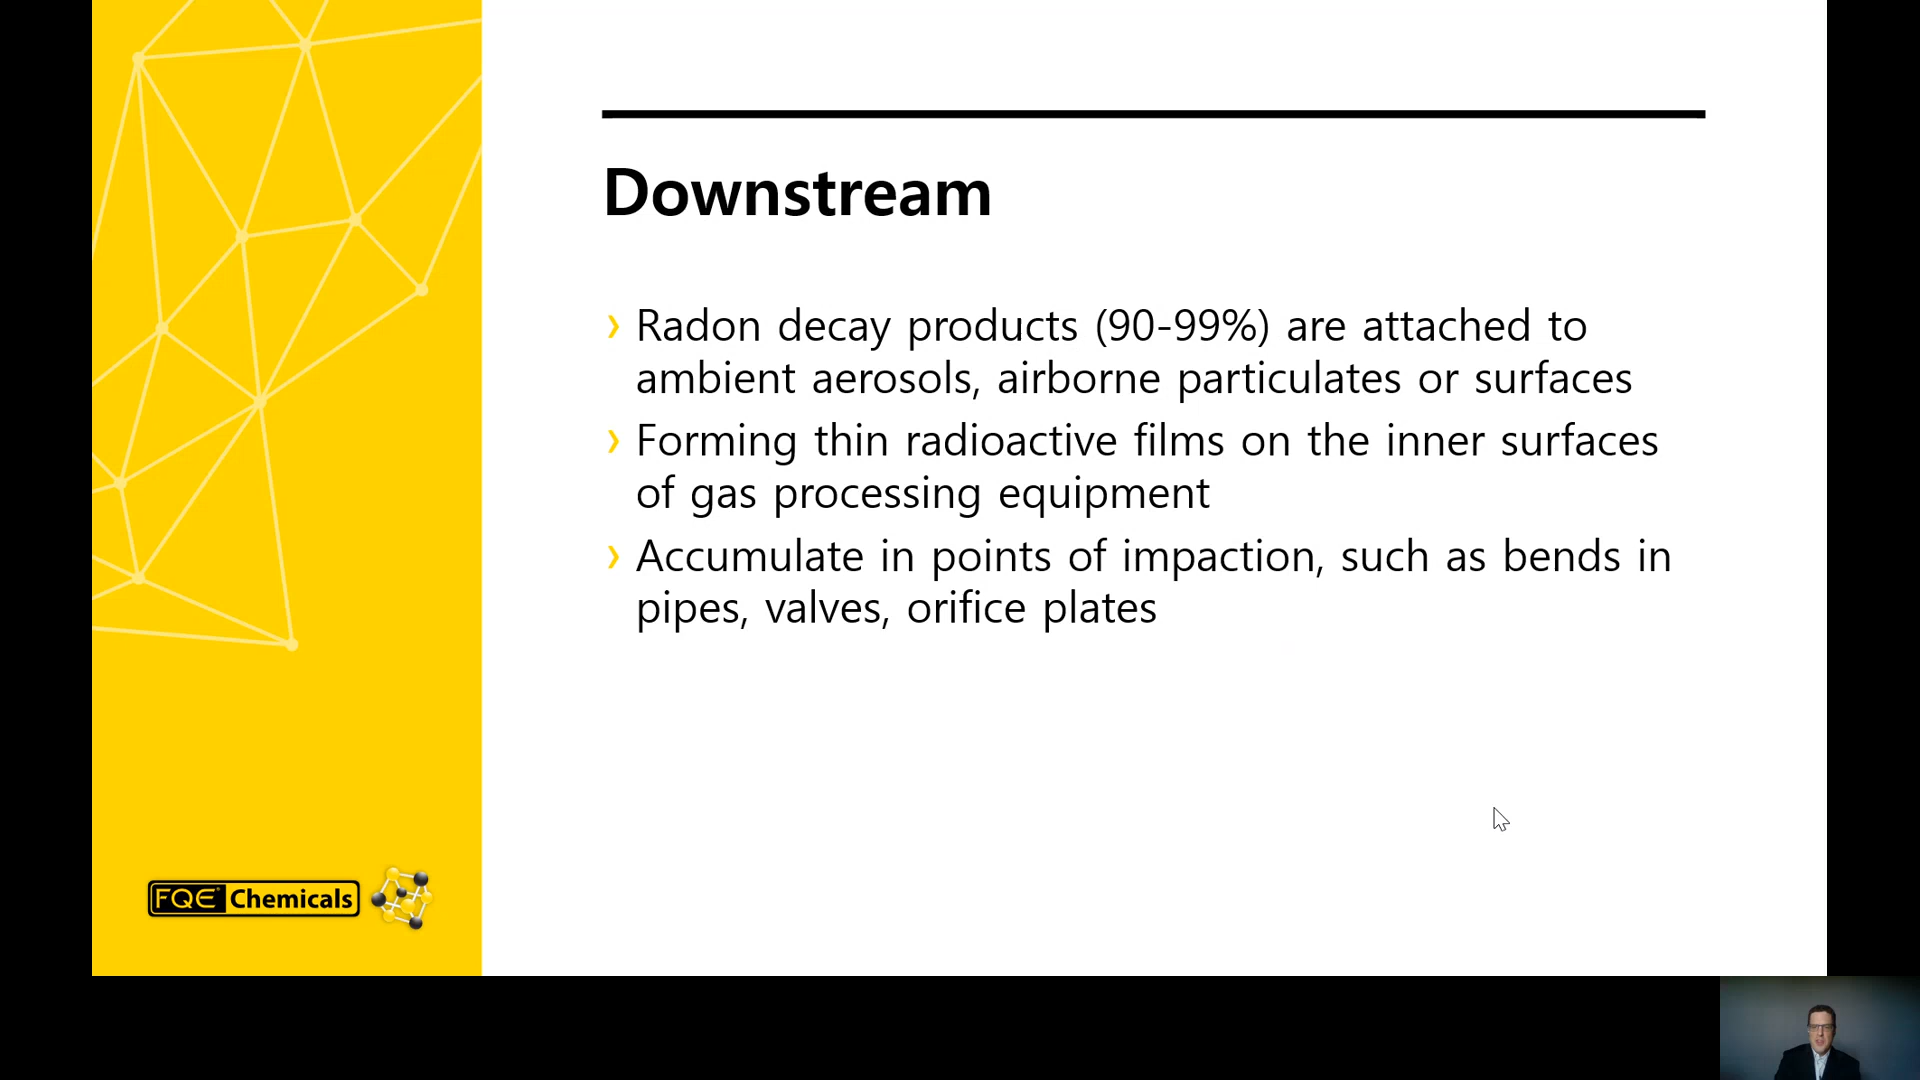 Downstream
› Radon decay products (90-99%) are attached to
ambient aerosols, airborne particulates or surfaces
› Forming thin radioactive films on the inner surfaces
of gas processing equipment
› Accumulate in points of impaction, such as bends in
pipes, valves, orifice plates
FQE® Chemicals